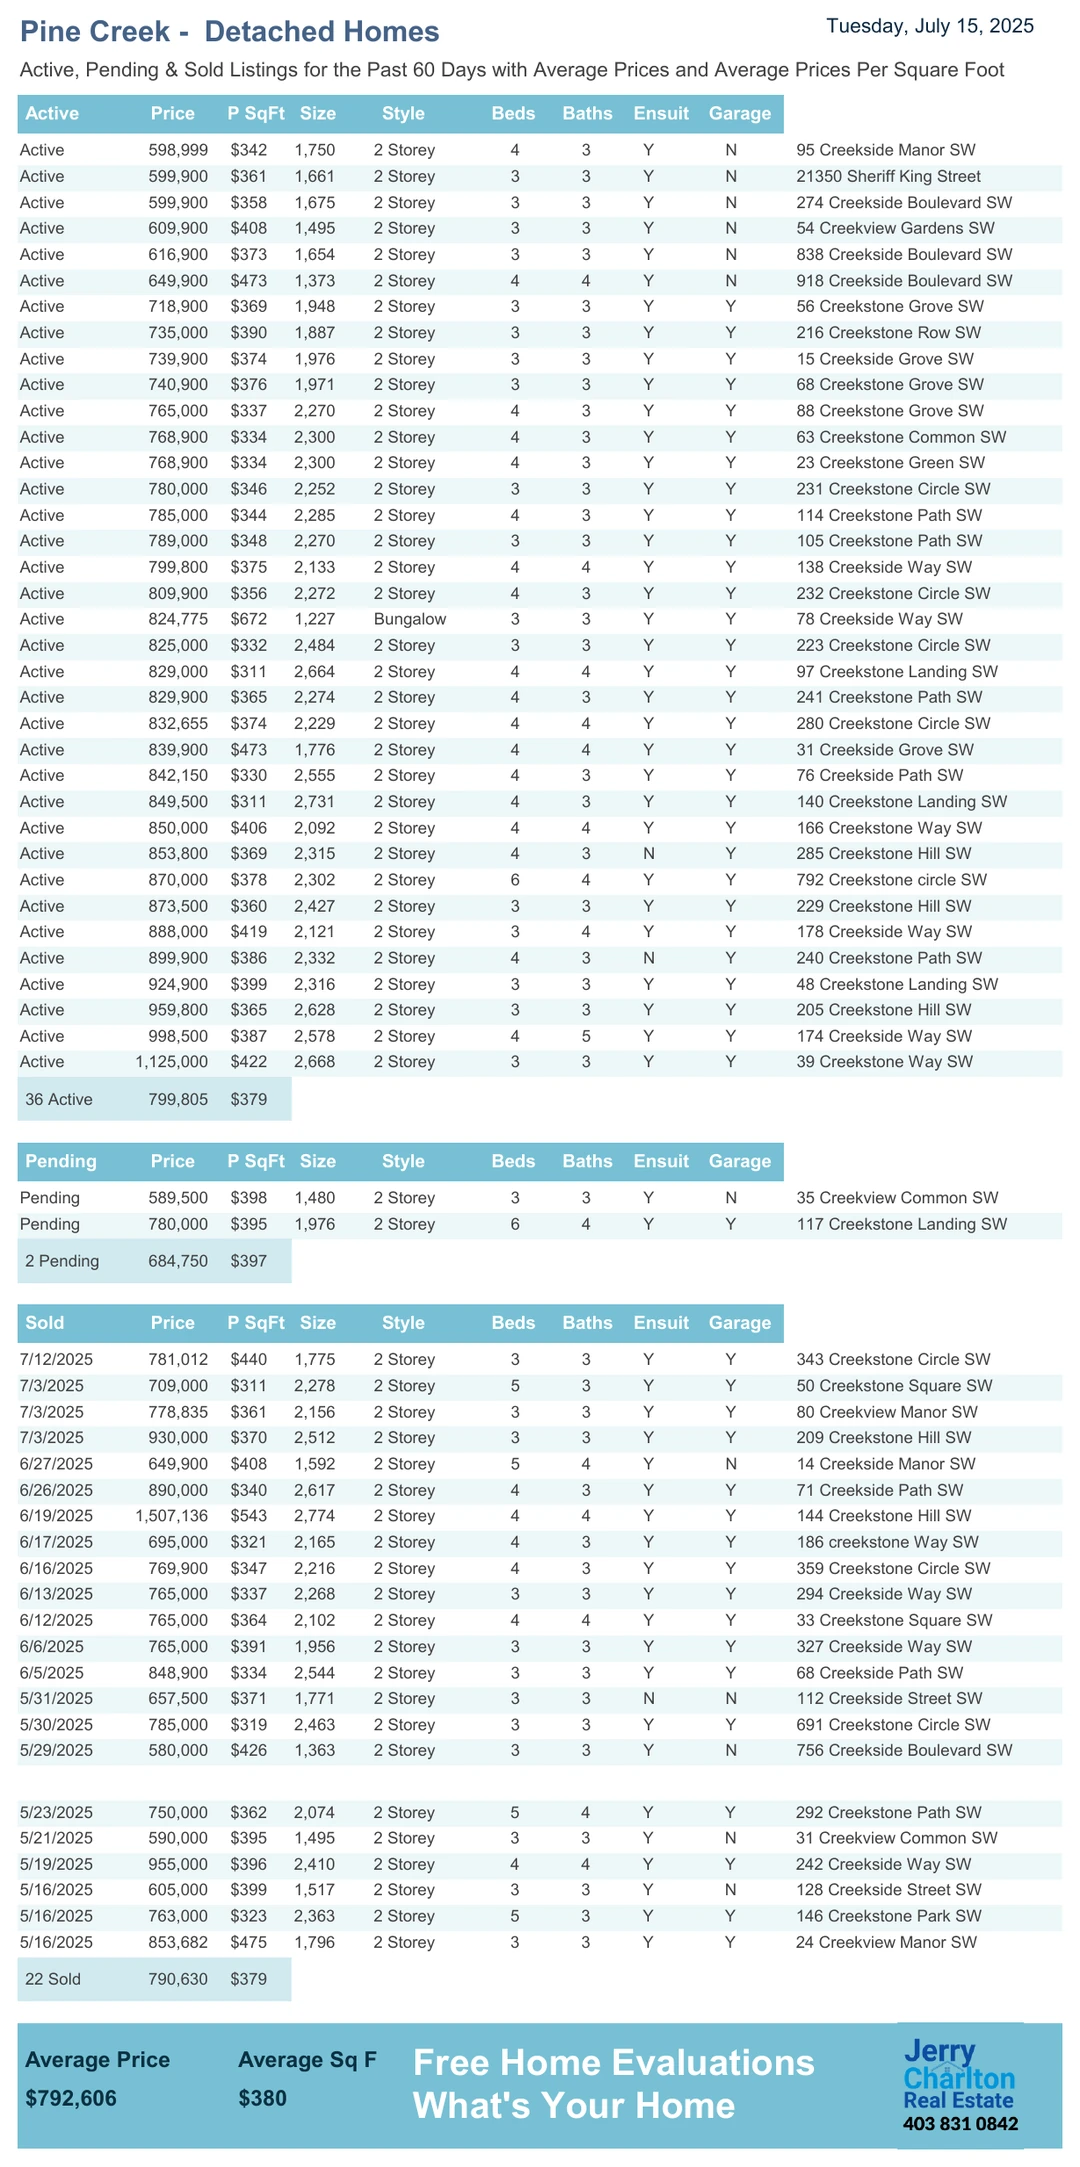 Pine Creek - Detached Homes
Tuesday, July 15, 2025
Active, Pending & Sold Listings for the Past 60 Days with Average Prices and Average Prices Per Square Foot
Active Price P SqFt Size Style Beds Baths Ensuit Garage
Active 598,999 $342 1,750 2 Storey 4 3 Y N 95 Creekside Manor SW
Active 599,900 $361 1,661 2 Storey 3 3 Y N 21350 Sheriff King Street
Active 599,900 $358 1,675 2 Storey 3 3 Y N 274 Creekside Boulevard SW
Active 609,900 $408 1,495 2 Storey 3 3 Y N 54 Creekview Gardens SW
Active 616,900 $373 1,654 2 Storey 3 3 Y N 838 Creekside Boulevard SW
Active 649,900 $473 1,373 2 Storey 4 4 Y N 918 Creekside Boulevard SW
Active 718,900 $369 1,948 2 Storey 3 3 Y Y 56 Creekstone Grove SW
Active 735,000 $390 1,887 2 Storey 3 3 Y Y 216 Creekstone Row SW
Active 739,900 $374 1,976 2 Storey 3 3 Y Y 15 Creekside Grove SW
Active 740,900 $376 1,971 2 Storey 3 3 Y Y 68 Creekstone Grove SW
Active 765,000 $337 2,270 2 Storey 4 3 Y Y 88 Creekstone Grove SW
Active 768,900 $334 2,300 2 Storey 4 3 Y Y 63 Creekstone Common SW
Active 768,900 $334 2,300 2 Storey 4 3 Y Y 23 Creekstone Green SW
Active 780,000 $346 2,252 2 Storey 3 3 Y Y 231 Creekstone Circle SW
Active 785,000 $344 2,285 2 Storey 4 3 Y Y 114 Creekstone Path SW
Active 789,000 $348 2,270 2 Storey 3 3 Y Y 105 Creekstone Path SW
Active 799,800 $375 2,133 2 Storey 4 4 Y Y 138 Creekside Way SW
Active 809,900 $356 2,272 2 Storey 4 3 Y Y 232 Creekstone Circle SW
Active 824,775 $672 1,227 Bungalow 3 3 Y Y 78 Creekside Way SW
Active 825,000 $332 2,484 2 Storey 3 3 Y Y 223 Creekstone Circle SW
Active 829,000 $311 2,664 2 Storey 4 4 Y Y 97 Creekstone Landing SW
Active 829,900 $365 2,274 2 Storey 4 3 Y Y 241 Creekstone Path SW
Active 832,655 $374 2,229 2 Storey 4 4 Y Y 280 Creekstone Circle SW
Active 839,900 $473 1,776 2 Storey 4 4 Y Y 31 Creekside Grove SW
Active 842,150 $330 2,555 2 Storey 4 3 Y Y 76 Creekside Path SW
Active 849,500 $311 2,731 2 Storey 4 3 Y Y 140 Creekstone Landing SW
Active 850,000 $406 2,092 2 Storey 4 4 Y Y 166 Creekstone Way SW
Active 853,800 $369 2,315 2 Storey 4 3 N Y 285 Creekstone Hill SW
Active 870,000 $378 2,302 2 Storey 6 4 Y Y 792 Creekstone circle SW
Active 873,500 $360 2,427 2 Storey 3 3 Y Y 229 Creekstone Hill SW
Active 888,000 $419 2,121 2 Storey 3 4 Y Y 178 Creekside Way SW
Active 899,900 $386 2,332 2 Storey 4 3 N Y 240 Creekstone Path SW
Active 924,900 $399 2,316 2 Storey 3 3 Y Y 48 Creekstone Landing SW
Active 959,800 $365 2,628 2 Storey 3 3 Y Y 205 Creekstone Hill SW
Active 998,500 $387 2,578 2 Storey 4 5 Y Y 174 Creekside Way SW
Active 1,125,000 $422 2,668 2 Storey 3 3 Y Y 39 Creekstone Way SW
36 Active 799,805 $379
Pending Price P SqFt Size Style Beds Baths Ensuit Garage
Pending 589,500 $398 1,480 2 Storey 3 3 Y N 35 Creekview Common SW
Pending 780,000 $395 1,976 2 Storey 6 4 Y Y 117 Creekstone Landing SW
2 Pending 684,750 $397
Sold Price P SqFt Size Style Beds Baths Ensuit Garage
7/12/2025 781,012 $440 1,775 2 Storey 3 3 Y Y 343 Creekstone Circle SW
7/3/2025 709,000 $311 2,278 2 Storey 5 3 Y Y 50 Creekstone Square SW
7/3/2025 778,835 $361 2,156 2 Storey 3 3 Y Y 80 Creekview Manor SW
7/3/2025 930,000 $370 2,512 2 Storey 3 3 Y Y 209 Creekstone Hill SW
6/27/2025 649,900 $408 1,592 2 Storey 5 4 Y N 14 Creekside Manor SW
6/26/2025 890,000 $340 2,617 2 Storey 4 3 Y Y 71 Creekside Path SW
6/19/2025 1,507,136 $543 2,774 2 Storey 4 4 Y Y 144 Creekstone Hill SW
6/17/2025 695,000 $321 2,165 2 Storey 4 3 Y Y 186 creekstone Way SW
6/16/2025 769,900 $347 2,216 2 Storey 4 3 Y Y 359 Creekstone Circle SW
6/13/2025 765,000 $337 2,268 2 Storey 3 3 Y Y 294 Creekside Way SW
6/12/2025 765,000 $364 2,102 2 Storey 4 4 Y Y 33 Creekstone Square SW
6/6/2025 765,000 $391 1,956 2 Storey 3 3 Y Y 327 Creekside Way SW
6/5/2025 848,900 $334 2,544 2 Storey 3 3 Y Y 68 Creekside Path SW
5/31/2025 657,500 $371 1,771 2 Storey 3 3 N N 112 Creekside Street SW
5/30/2025 785,000 $319 2,463 2 Storey 3 3 Y Y 691 Creekstone Circle SW
5/29/2025 580,000 $426 1,363 2 Storey 3 3 Y N 756 Creekside Boulevard SW
5/23/2025 750,000 $362 2,074 2 Storey 5 4 Y Y 292 Creekstone Path SW
5/21/2025 590,000 $395 1,495 2 Storey 3 3 Y N 31 Creekview Common SW
5/19/2025 955,000 $396 2,410 2 Storey 4 4 Y Y 242 Creekside Way SW
5/16/2025 605,000 $399 1,517 2 Storey 3 3 Y N 128 Creekside Street SW
5/16/2025 763,000 $323 2,363 2 Storey 5 3 Y Y 146 Creekstone Park SW
5/16/2025 853,682 $475 1,796 2 Storey 3 3 Y Y 24 Creekview Manor SW
22 Sold 790,630 $379
Average Price Average Sq F
$792,606 $380
Free Home Evaluations
What's Your Home
Jerry
Charlton
Real Estate
403 831 0842